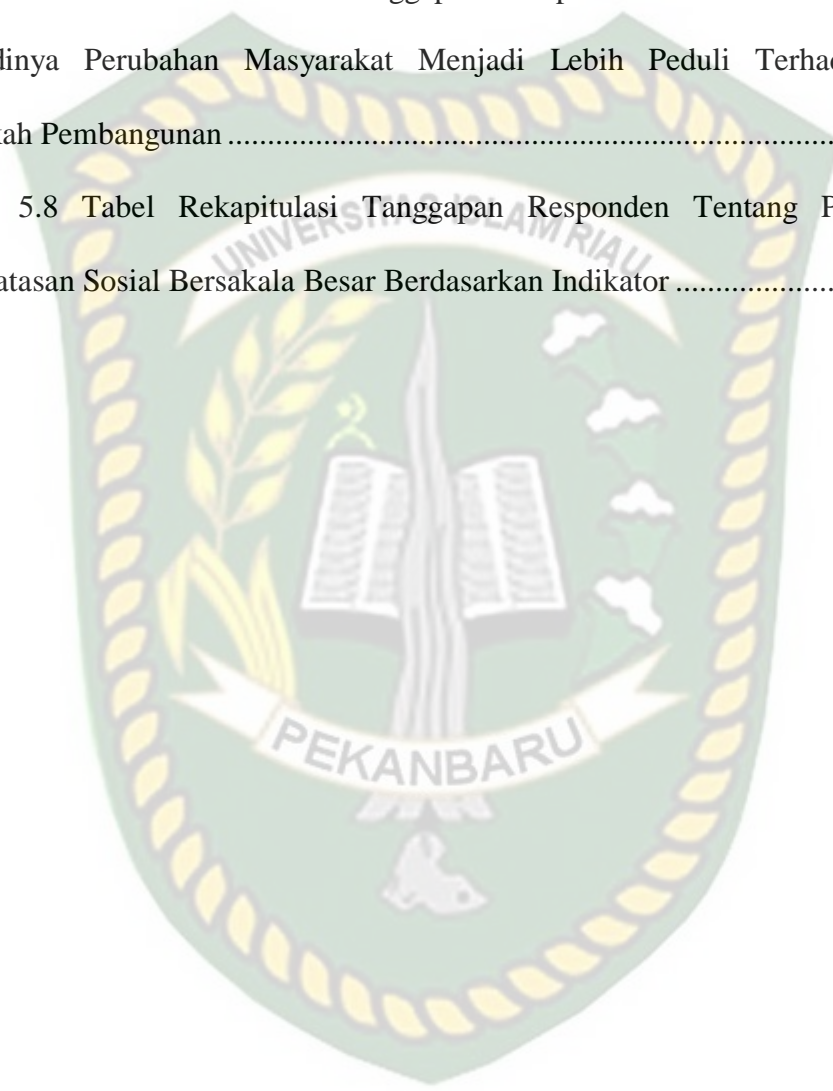 dinya Perubahan Masyarakat Menjadi Lebih Peduli Terhad
kah Pembangunan ................................................................................
5.8 Tabel Rekapitulasi Tanggapan Responden Tentang P
atasan Sosial Bersakala Besar Berdasarkan Indikator ....................
UNIVERSITAS ISLAM RIAU
PEKANBARU